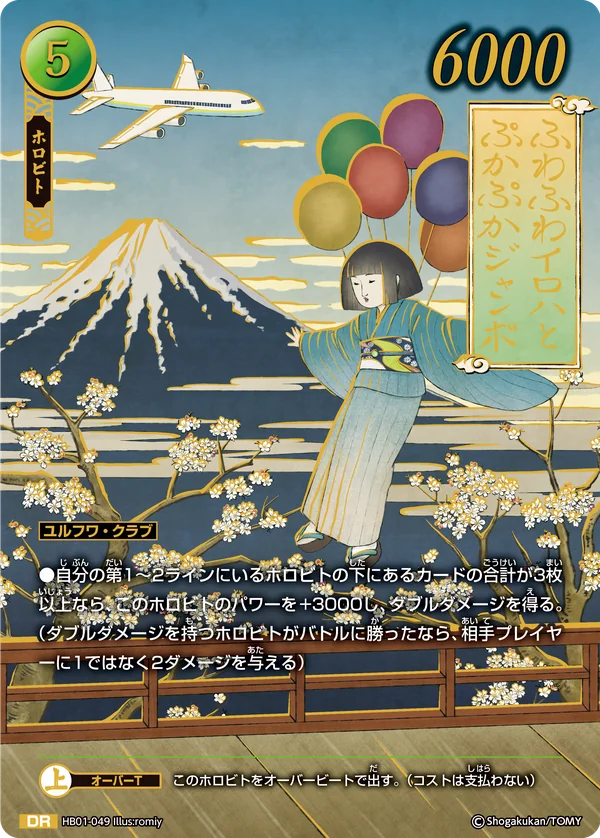 5
6000
ホロビト
ふわふわイロハと
ぷかぷかジャンボ
ユルフワ・クラブ
●自分の第1〜2ラインにいるホロビトの下にあるカードの合計が3枚
以上なら、このホロビトのパワーを+3000し、ダブルダメージを得る。
(ダブルダメージを持つホロビトがバトルに勝ったなら、相手プレイヤ
ーに1ではなく2ダメージを与える)
上 オーバーT このホロビトをオーバービートで出す。(コストは支払わない)
DR HB01-049 Illus:romiy
©Shogakukan/TOMY